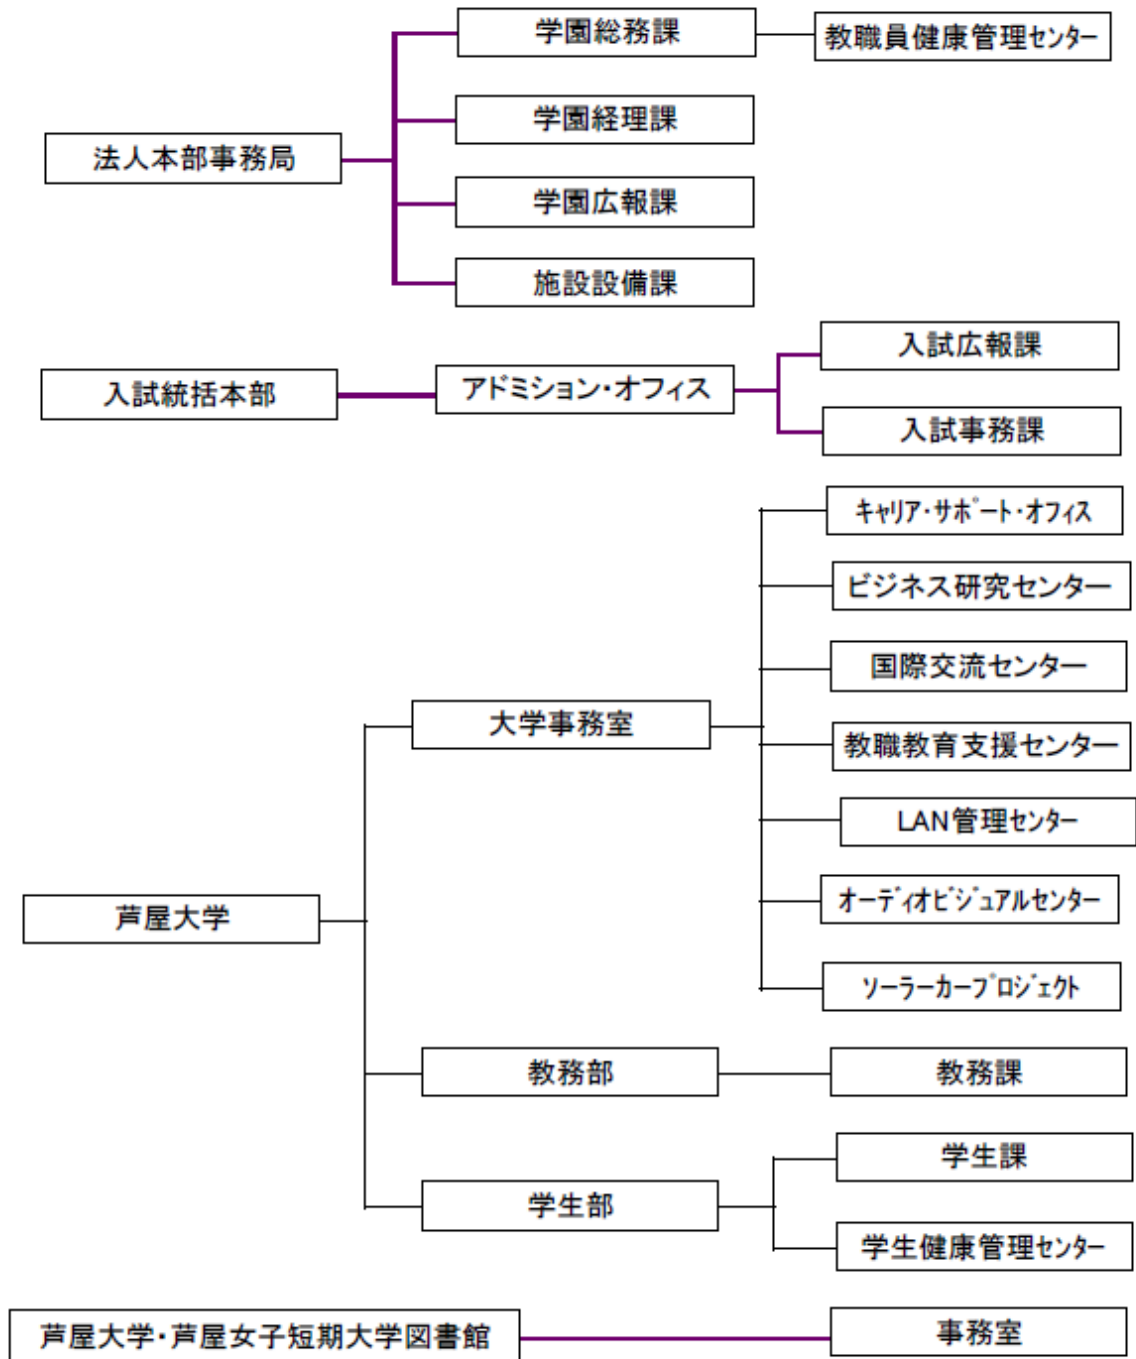 学園総務課
教職員健康管理ｾﾝﾀｰ
学園経理課
法人本部事務局
学園広報課
施設設備課
入試広報課
入試統括本部
アドミション・オフィス
入試事務課
ｷｬﾘｱ･ｻﾎﾟｰﾄ･ｵﾌｨｽ
ビジネス研究センター
国際交流センター
大学事務室
教職教育支援センター
LAN管理ｾﾝﾀｰ
芦屋大学
ｵｰﾃﾞｨｵﾋﾞｼﾞｭｱﾙｾﾝﾀｰ
ｿｰﾗｰｶｰﾌﾟﾛｼﾞｪｸﾄ
教務部
教務課
学生課
学生部
学生健康管理ｾﾝﾀｰ
芦屋大学・芦屋女子短期大学図書館
事務室